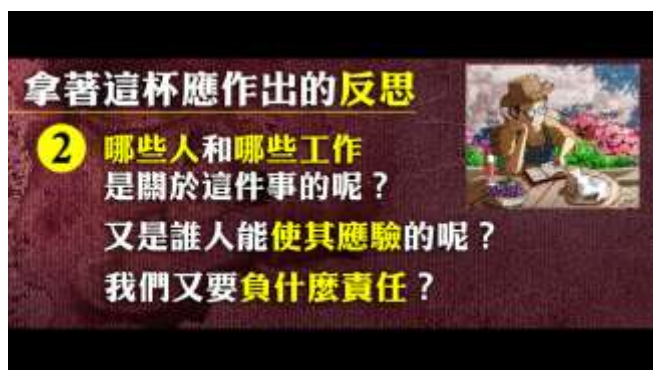 拿著這杯應作出的反思
2 哪些人和哪些工作
是關於這件事的呢？
又是誰人能使其應驗的呢？
我們又要負什麼責任？